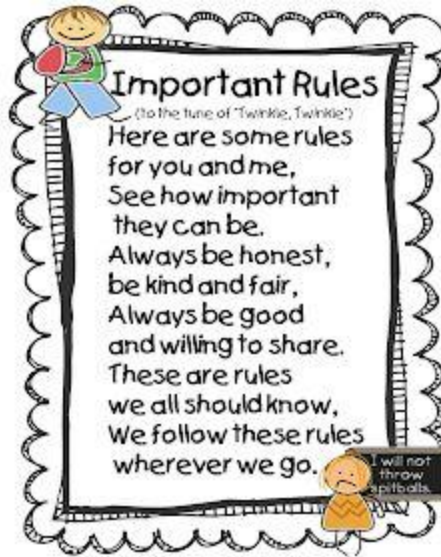 Important Rules
(to the tune of "Twinkle, Twinkle")
Here are some rules
for you and me,
See how important
they can be.
Always be honest,
be kind and fair,
Always be good
and willing to share.
These are rules
we all should know,
We follow these rules
wherever we go.
I will not
throw
spitballs.